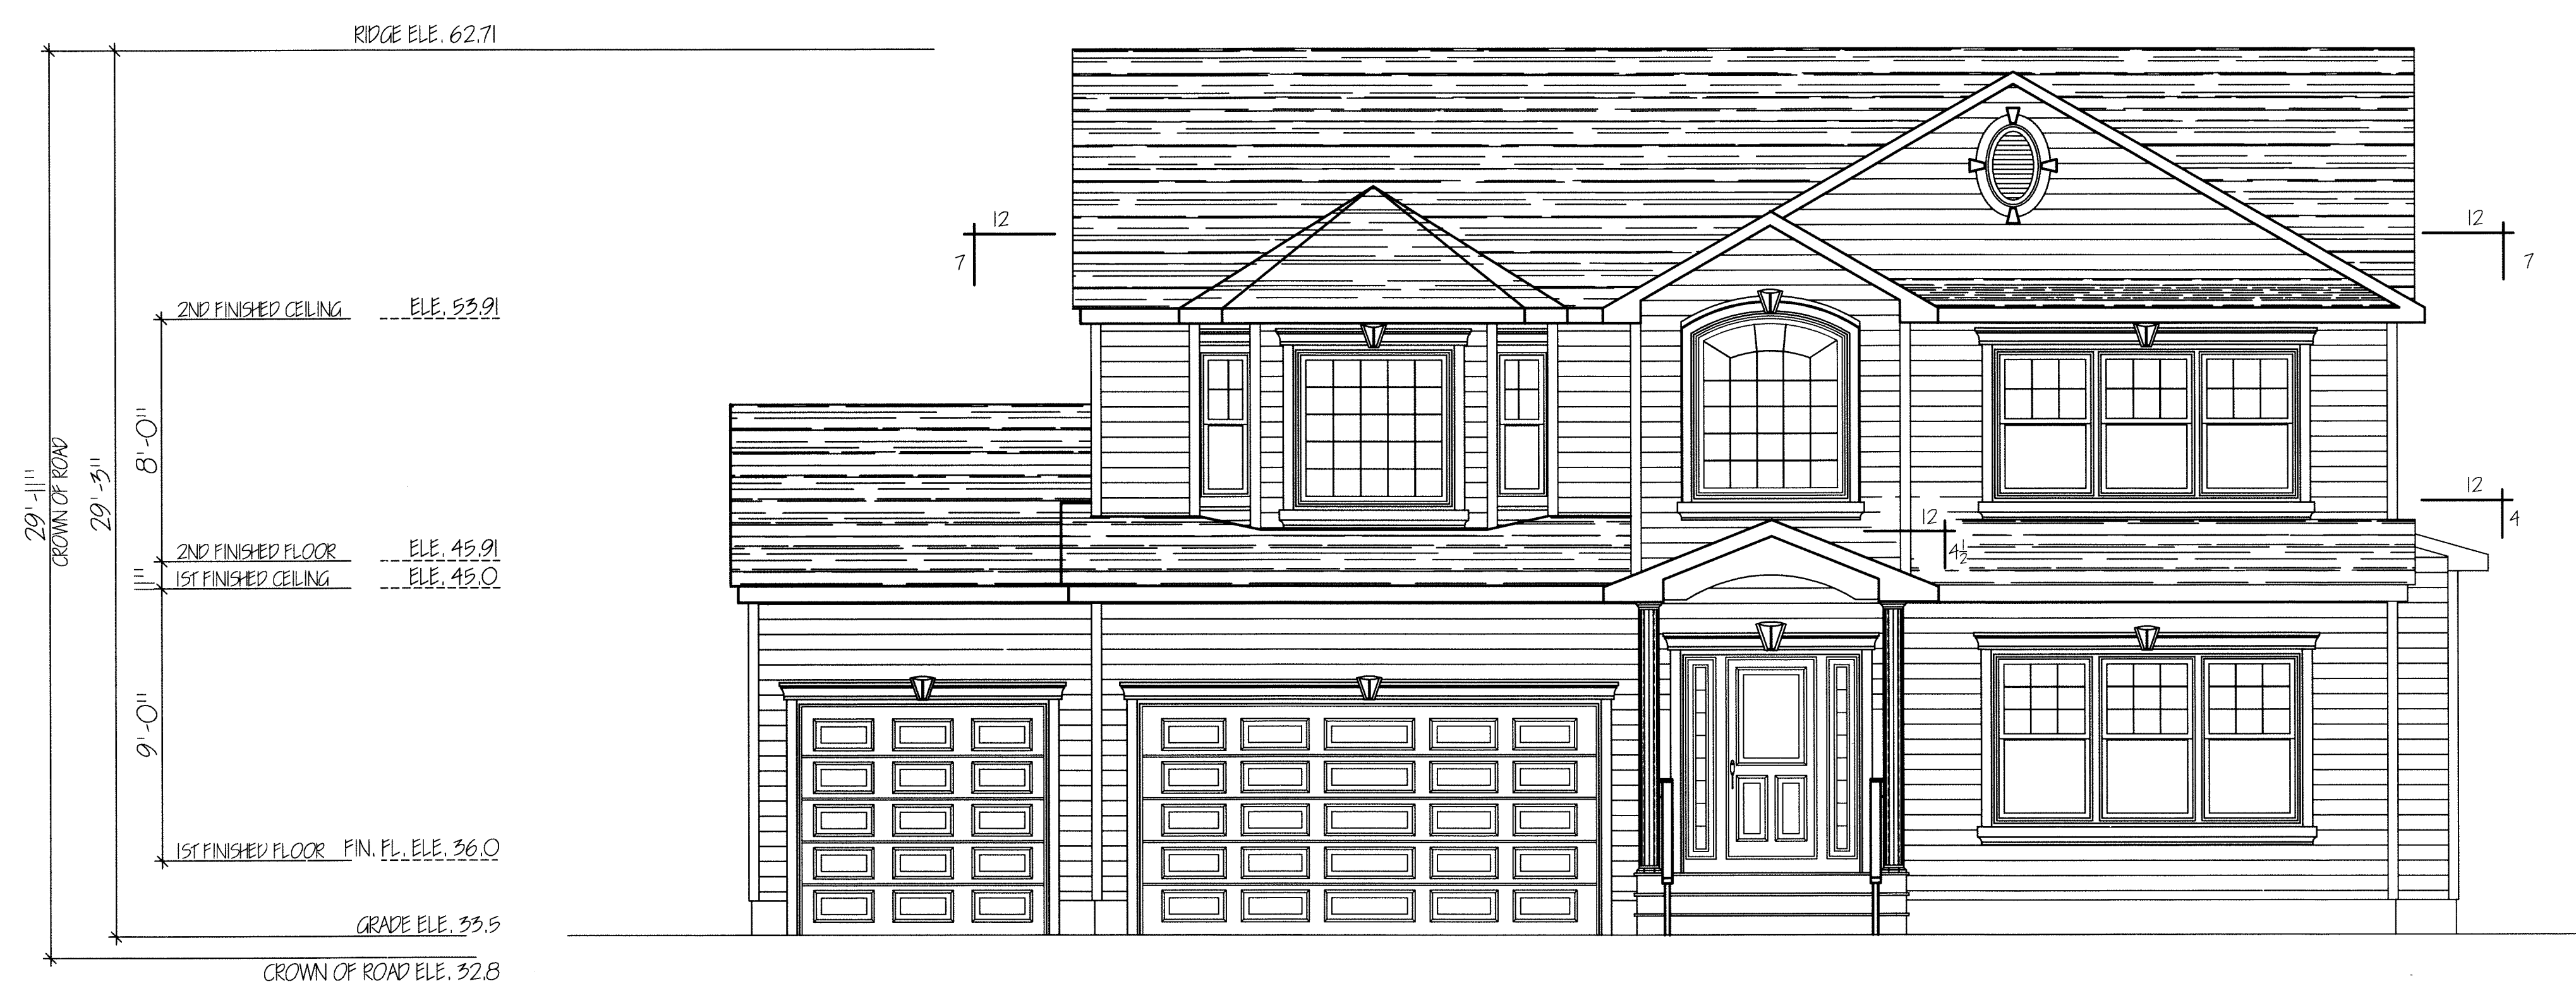 RIDGE ELE. 62.71
12
7
12
7
2ND FINISHED CEILING ELE. 53.91
8'-0"
29'-11"
CROWN OF ROAD
29'-3"
12
4
12
4 1/2
2ND FINISHED FLOOR ELE. 45.91
11"
1ST FINISHED CEILING ELE. 45.0
9'-0"
1ST FINISHED FLOOR FIN. FL. ELE. 36.0
GRADE ELE. 33.5
CROWN OF ROAD ELE. 32.8